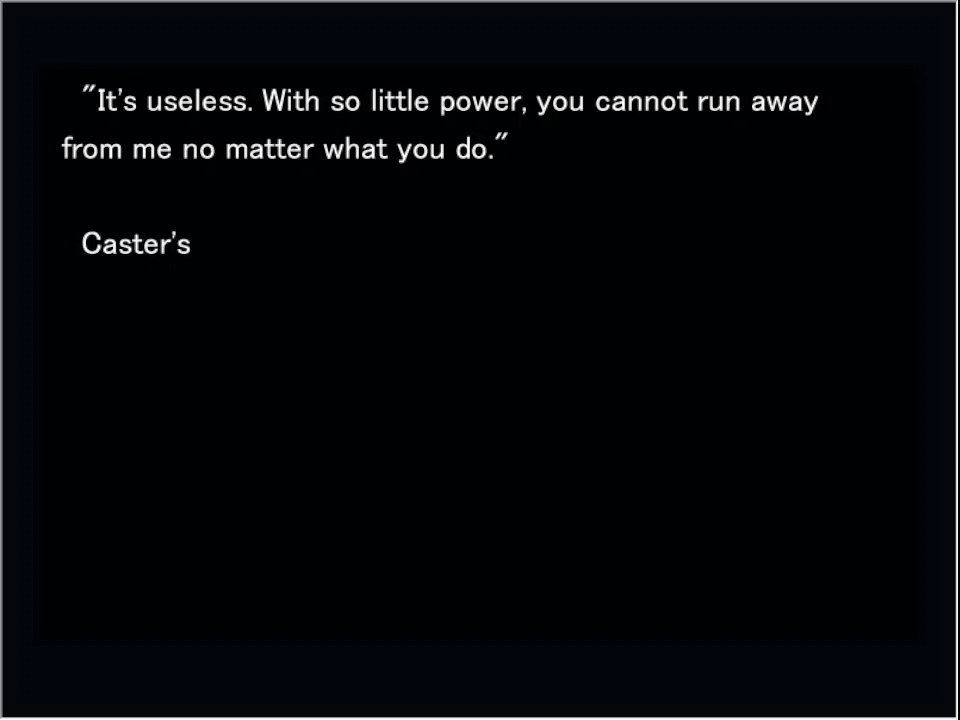 "It's useless. With so little power, you cannot run away
from me no matter what you do."
Caster's